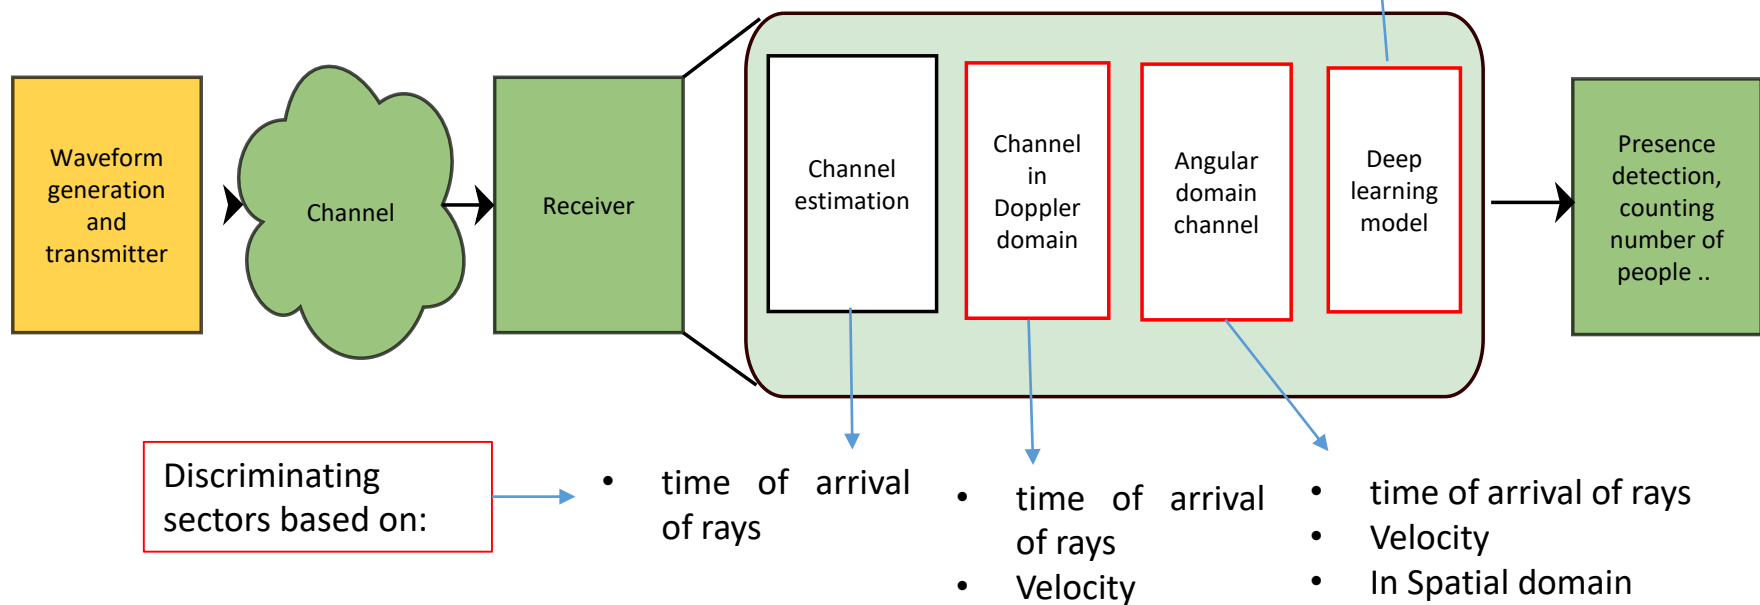 Waveform
generation
and
transmitter
Channel
Receiver
Channel
estimation
Channel
in
Doppler
domain
Angular
domain
channel
Deep
learning
model
Presence
detection,
counting
number of
people ..
Discriminating
sectors based on:
• time of arrival
of rays
• time of arrival
of rays
• Velocity
• time of arrival of rays
• Velocity
• In Spatial domain